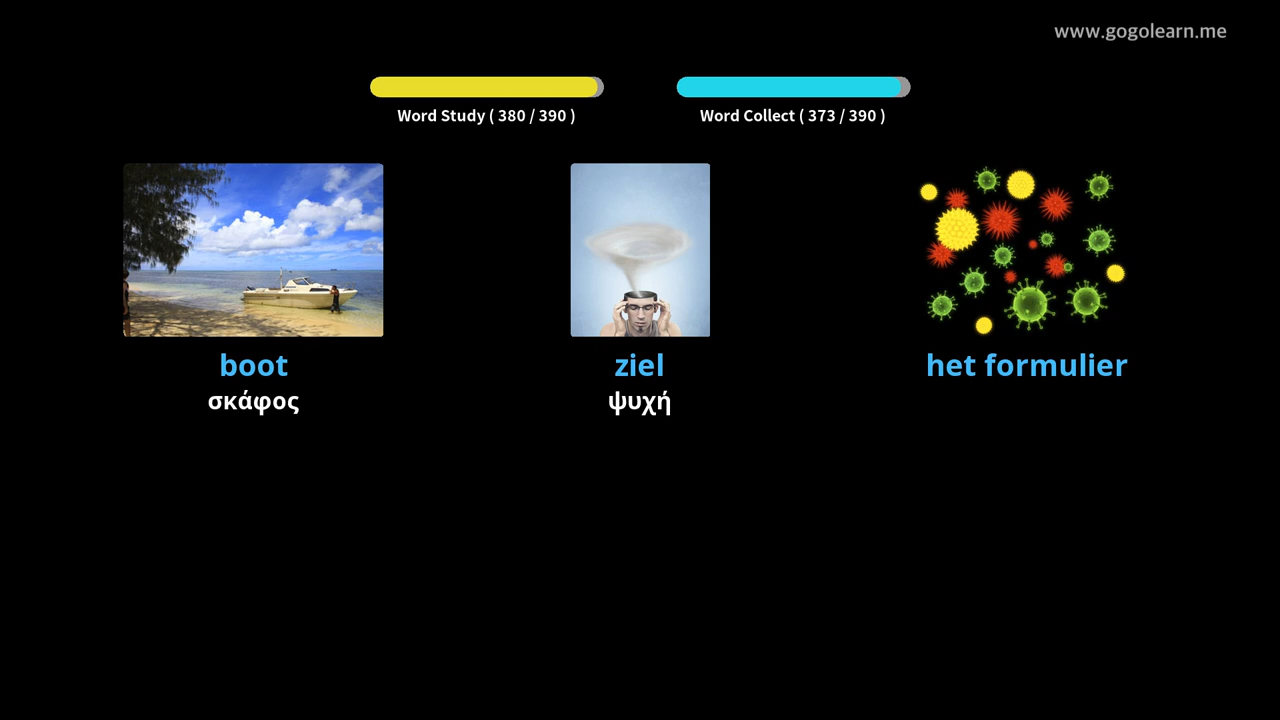 www.gogolearn.me
Word Study ( 380 / 390 )
Word Collect ( 373 / 390 )
boot
σκάφος
ziel
ψυχή
het formulier